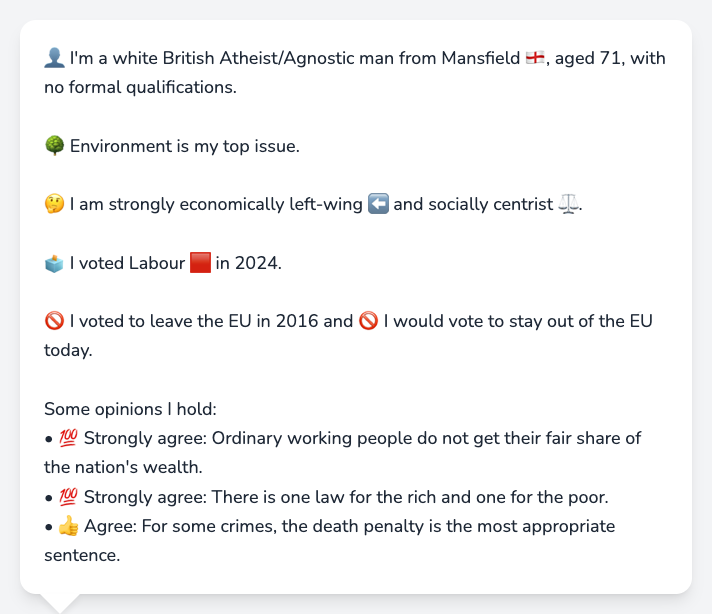 👤 I'm a white British Atheist/Agnostic man from Mansfield 🏴󠁧󠁢󠁥󠁮󠁧󠁿, aged 71, with
no formal qualifications.
🌳 Environment is my top issue.
🤔 I am strongly economically left-wing ⬅️ and socially centrist ⚖️.
🗳️ I voted Labour 🟥 in 2024.
🚫 I voted to leave the EU in 2016 and 🚫 I would vote to stay out of the EU
today.
Some opinions I hold:
• 💯 Strongly agree: Ordinary working people do not get their fair share of
the nation's wealth.
• 💯 Strongly agree: There is one law for the rich and one for the poor.
• 👍 Agree: For some crimes, the death penalty is the most appropriate
sentence.